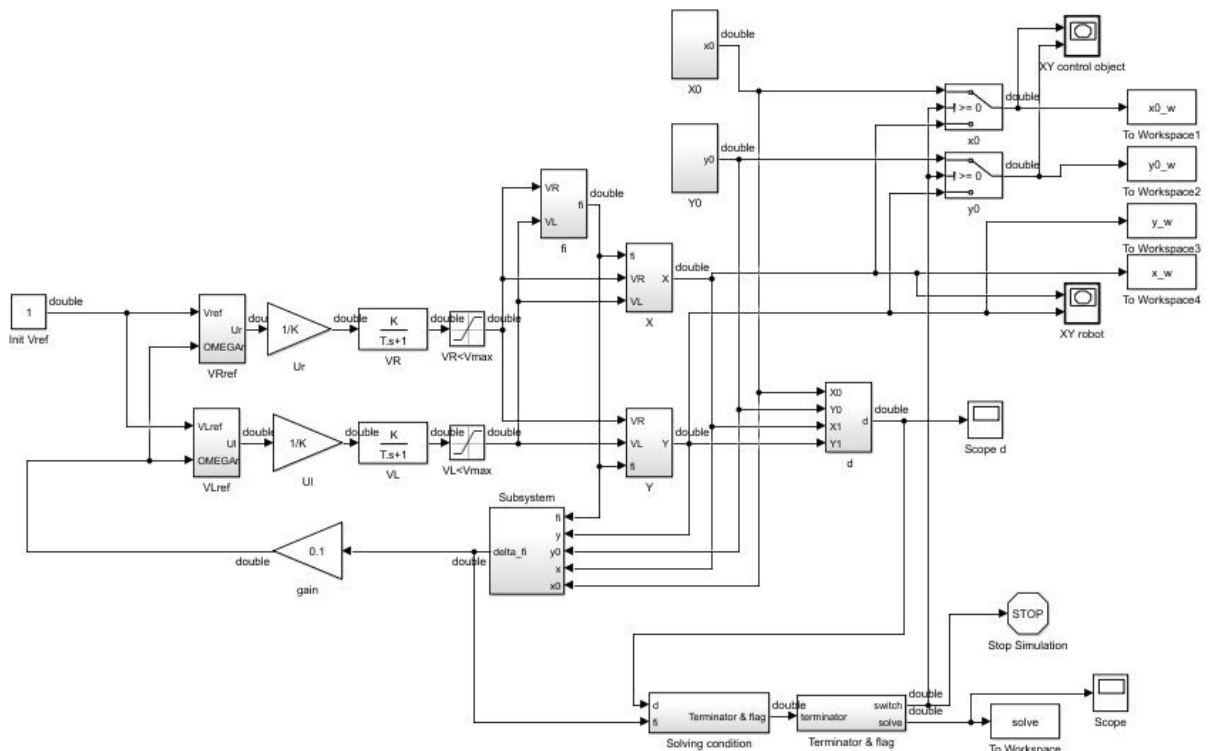 double
x0
X0
double
y0
Y0
XY control object
double
! >= 0
x0
x0_w
To Workspace1
double
! >= 0
y0
y0_w
To Workspace2
y_w
To Workspace3
x_w
To Workspace4
XY robot
VR
VL
fi
double
fi
fi
VR
VL
X
double
X
1
double
Init Vref
Vref
OMEGAr
Ur
VRref
double
1/K
Ur
double
K
T.s+1
VR
double
double
VR<Vmax
VLref
OMEGAr
Ul
VLref
double
1/K
Ul
double
K
T.s+1
VL
double
double
VL<Vmax
VR
VL
fi
Y
double
Y
X0
Y0
X1
Y1
d
double
d
Scope d
Subsystem
delta_fi
fi
y
y0
x
x0
double
0.1
double
gain
STOP
Stop Simulation
d
fi
Terminator & flag
Solving condition
double
terminator
switch
solve
Terminator & flag
double
double
Scope
solve
To Workspace